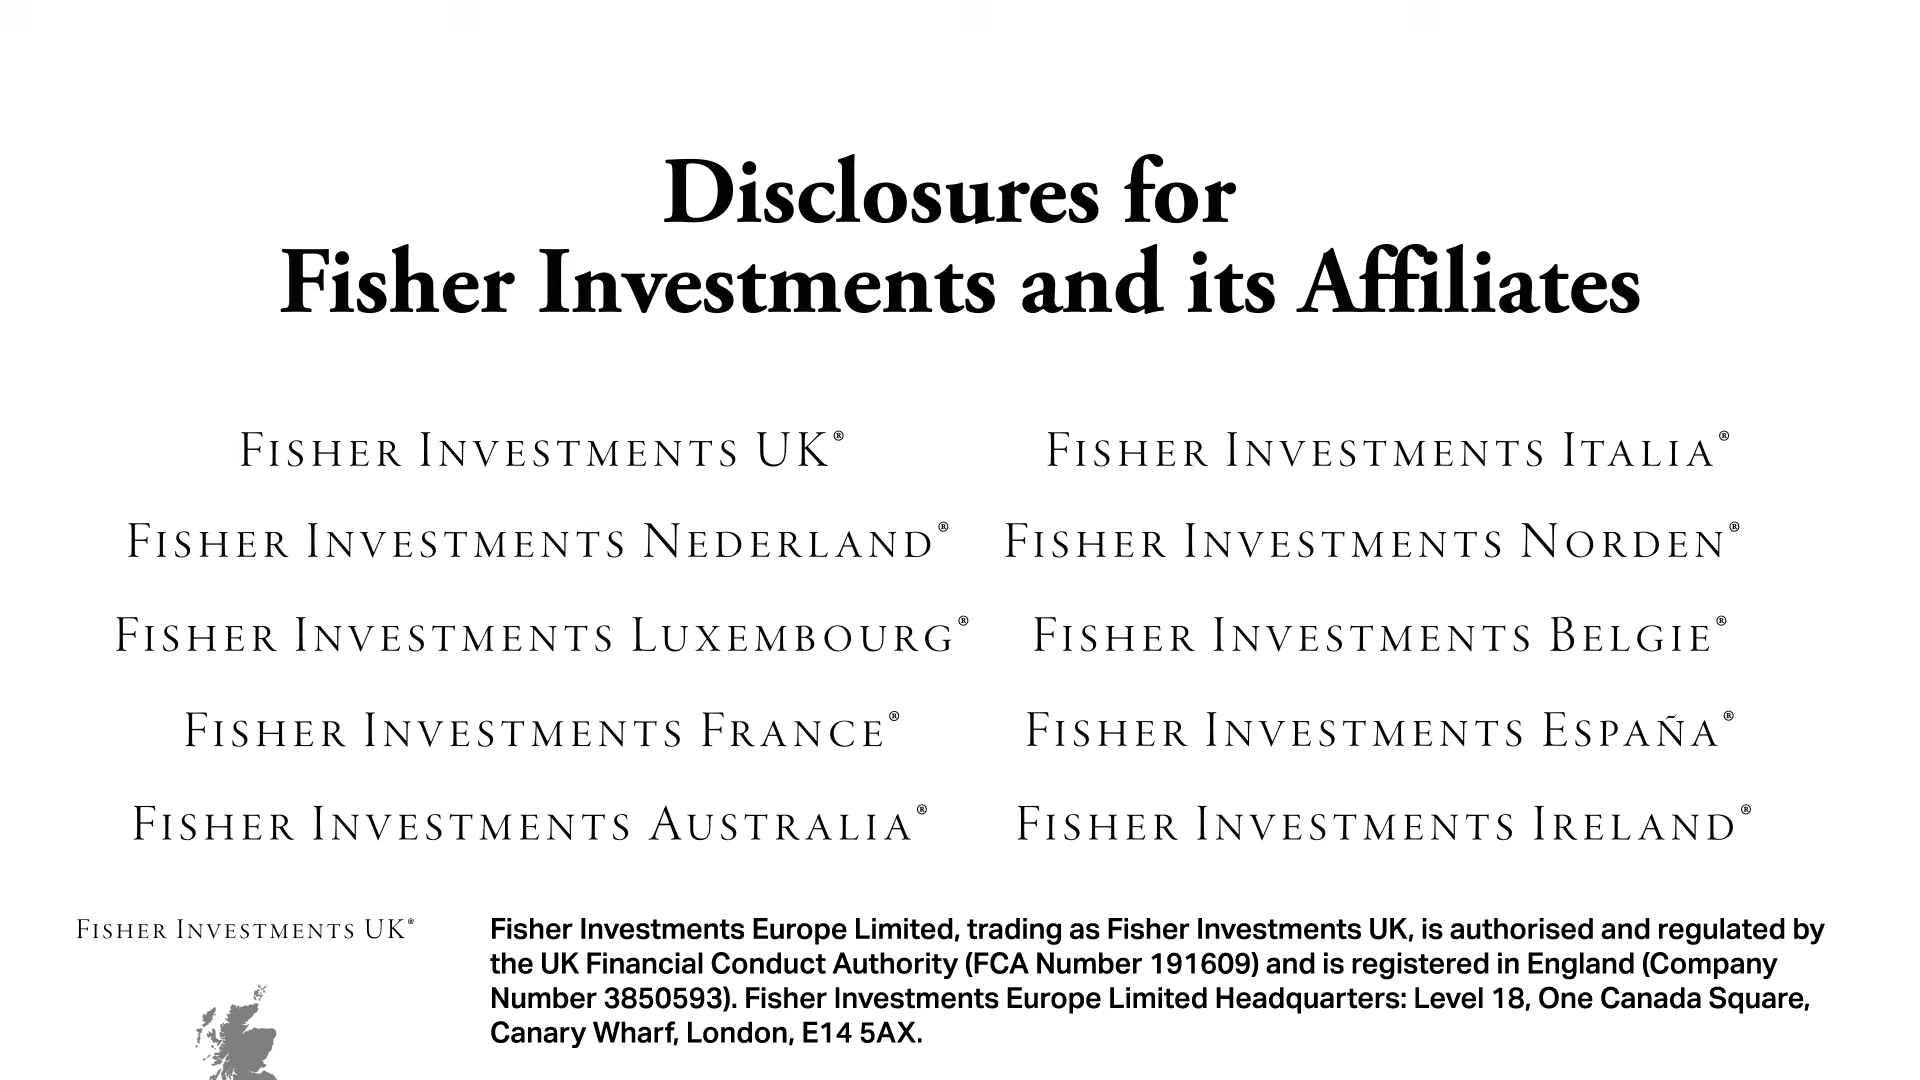 Disclosures for
Fisher Investments and its Affiliates
Fisher Investments UK®
Fisher Investments Italia®
Fisher Investments Nederland®
Fisher Investments Norden®
Fisher Investments Luxembourg®
Fisher Investments Belgie®
Fisher Investments France®
Fisher Investments España®
Fisher Investments Australia®
Fisher Investments Ireland®
Fisher Investments UK®
Fisher Investments Europe Limited, trading as Fisher Investments UK, is authorised and regulated by
the UK Financial Conduct Authority (FCA Number 191609) and is registered in England (Company
Number 3850593). Fisher Investments Europe Limited Headquarters: Level 18, One Canada Square,
Canary Wharf, London, E14 5AX.